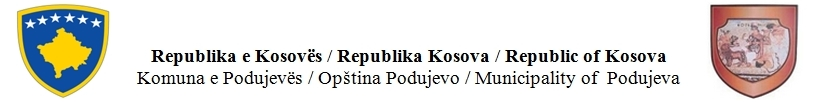 Republika e Kosovës / Republika Kosova / Republic of Kosova
Komuna e Podujevës / Opština Podujevo / Municipality of Podujeva